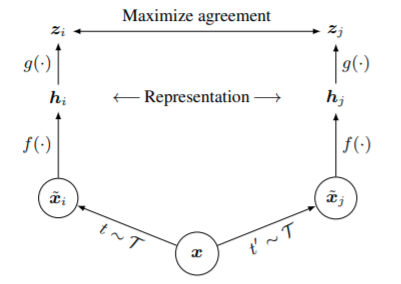 Maximize agreement
z_i z_j
g(·) g(·)
h_i ⟵ Representation ⟶ h_j
f(·) f(·)
x̃_i x̃_j
t ∼ 𝒯 t′ ∼ 𝒯
x